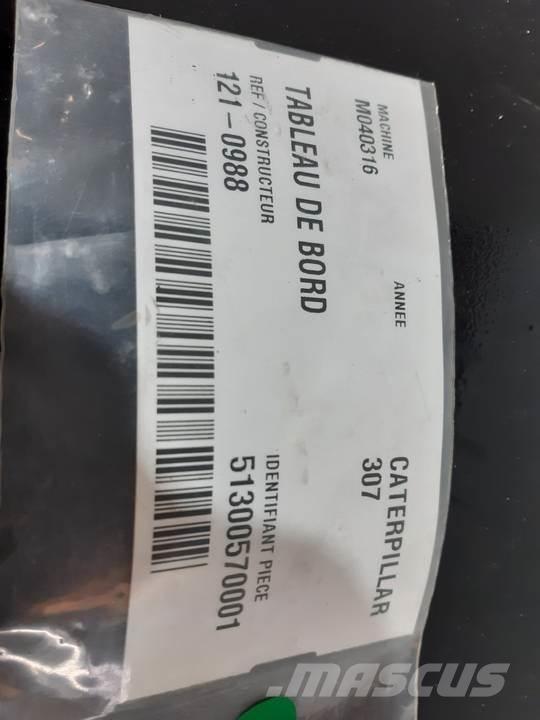 MACHINE
M040316
ANNEE
CATERPILLAR
307
TABLEAU DE BORD
REF / CONSTRUCTEUR
121-0988
IDENTIFIANT PIECE
51300570001
MASCUS